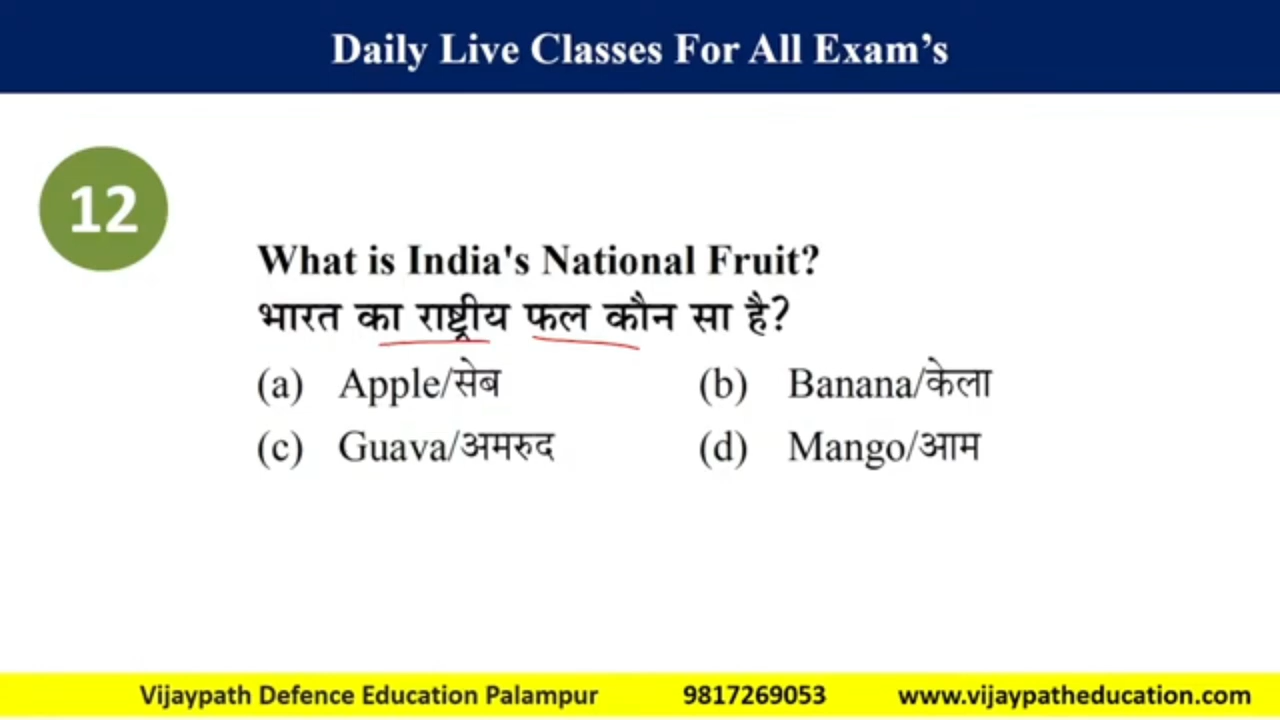 Daily Live Classes For All Exam’s
12
What is India's National Fruit?
भारत का राष्ट्रीय फल कौन सा है?
(a) Apple/सेब (b) Banana/केला
(c) Guava/अमरुद (d) Mango/आम
Vijaypath Defence Education Palampur 9817269053 www.vijaypatheducation.com